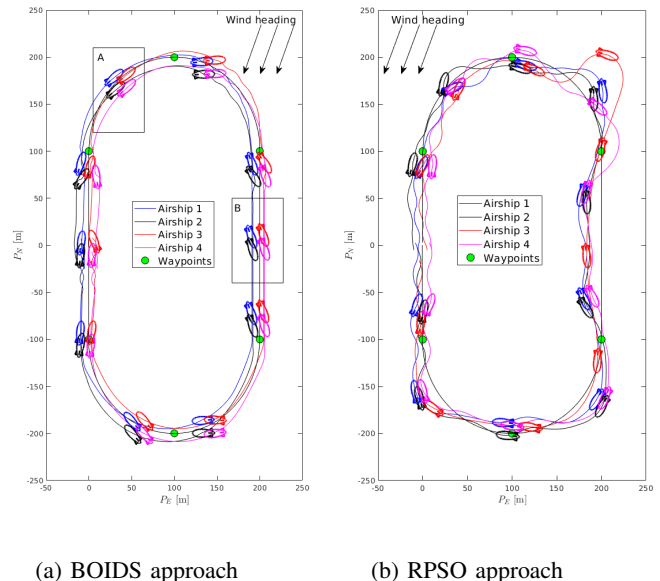 250
200
150
100
50
0
-50
-100
-150
-200
-250
-50
0
50
100
150
200
250
P_N [m]
P_E [m]
Wind heading
A
B
Airship 1
Airship 2
Airship 3
Airship 4
Waypoints
(a) BOIDS approach
250
200
150
100
50
0
-50
-100
-150
-200
-250
-50
0
50
100
150
200
250
P_N [m]
P_E [m]
Wind heading
Airship 1
Airship 2
Airship 3
Airship 4
Waypoints
(b) RPSO approach